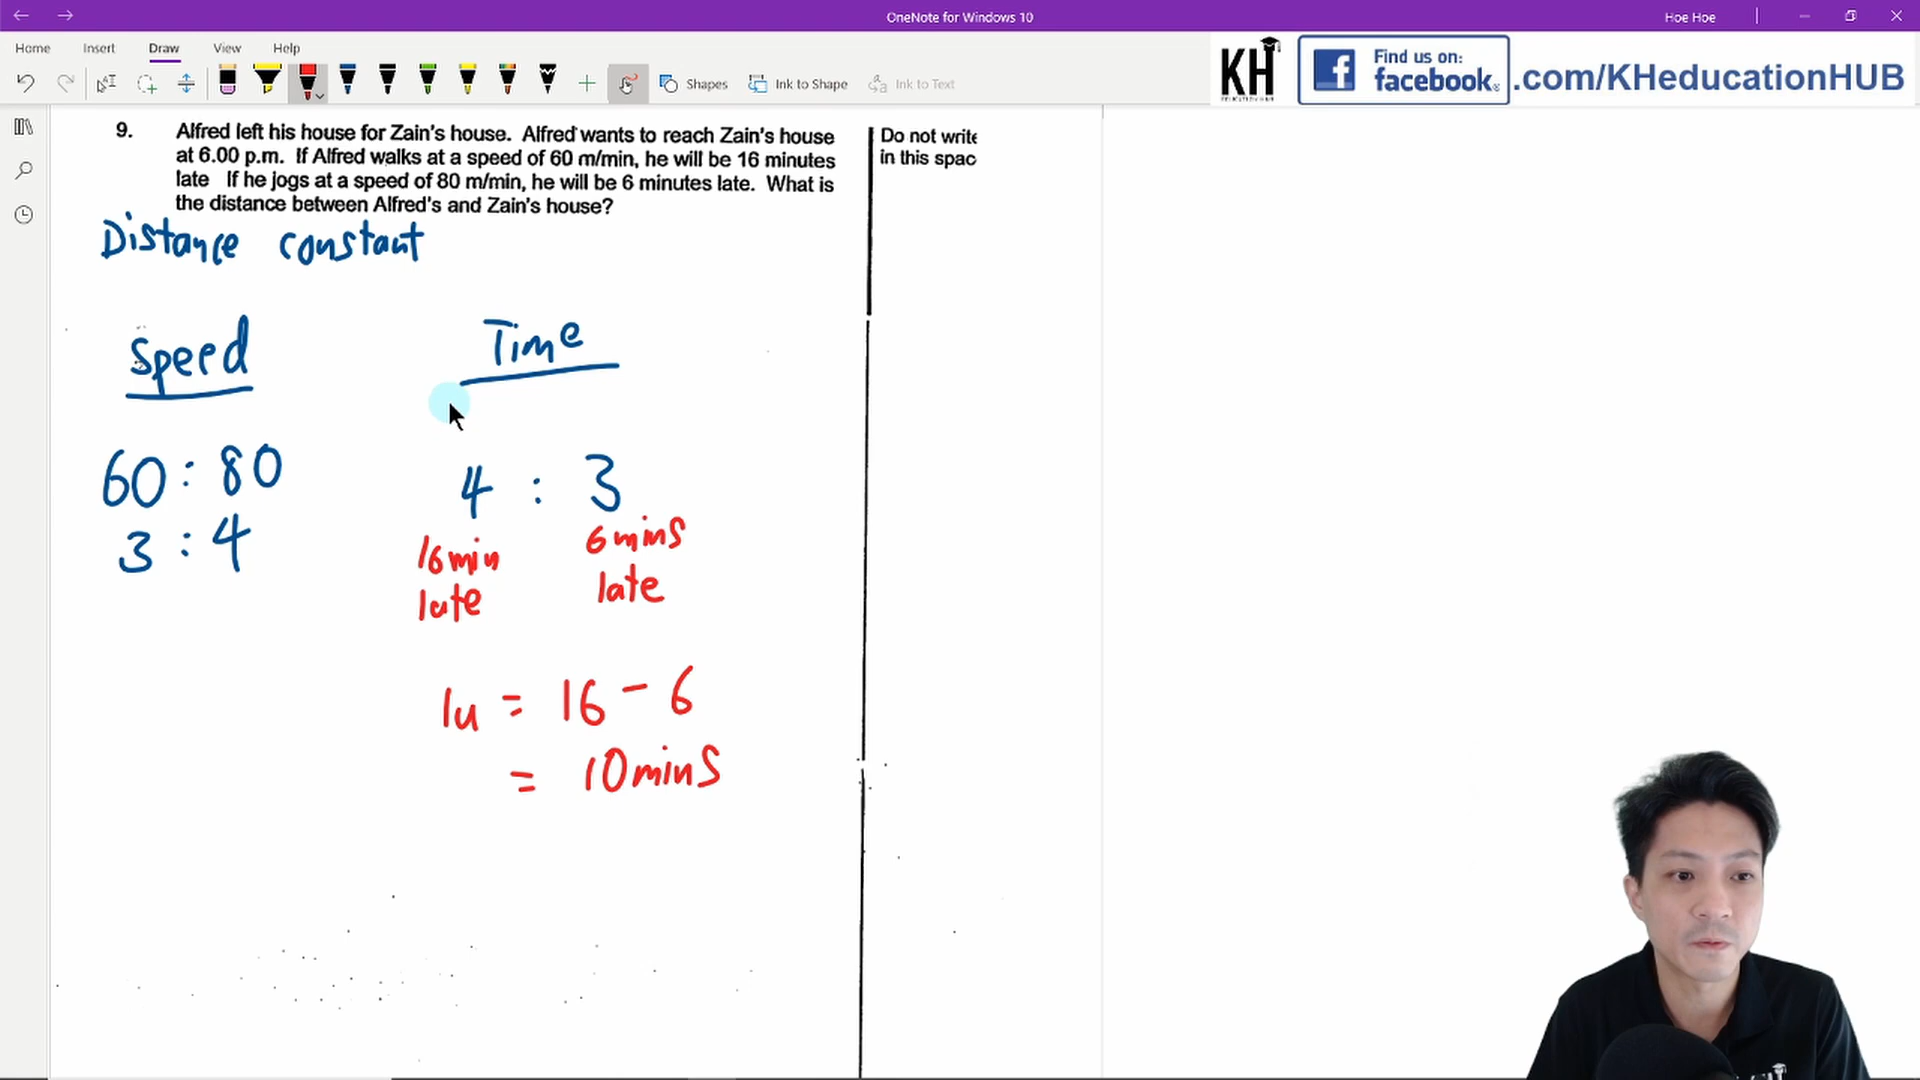 OneNote for Windows 10
Hoe Hoe
Home Insert Draw View Help
Shapes Ink to Shape Ink to Text
KH
Find us on:
facebook.
.com/KHeducationHUB
9. Alfred left his house for Zain's house. Alfred wants to reach Zain's house
at 6.00 p.m. If Alfred walks at a speed of 60 m/min, he will be 16 minutes
late If he jogs at a speed of 80 m/min, he will be 6 minutes late. What is
the distance between Alfred's and Zain's house?
Do not write
in this spac
Distance constant
Speed Time
60 : 80
4 : 3
3 : 4
16min 6mins
late late
1u = 16 - 6
= 10mins